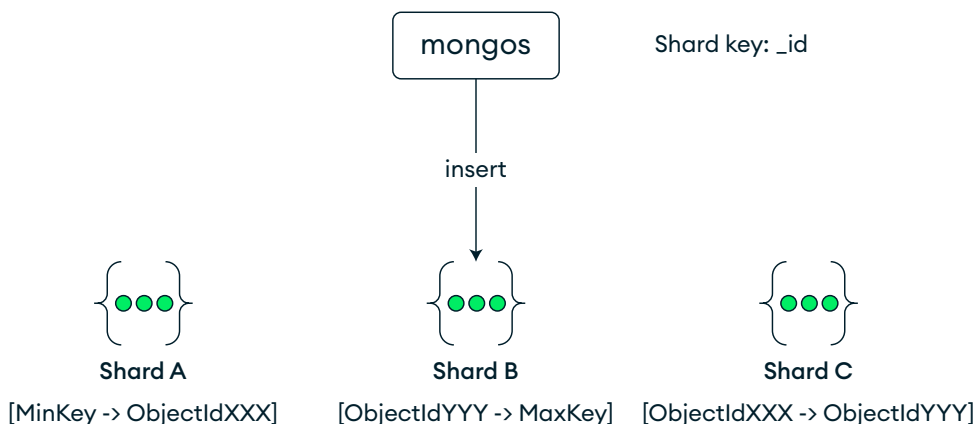 mongos
Shard key: _id
insert
Shard A
Shard B
Shard C
[MinKey -> ObjectIdXXX]
[ObjectIdYYY -> MaxKey]
[ObjectIdXXX -> ObjectIdYYY]